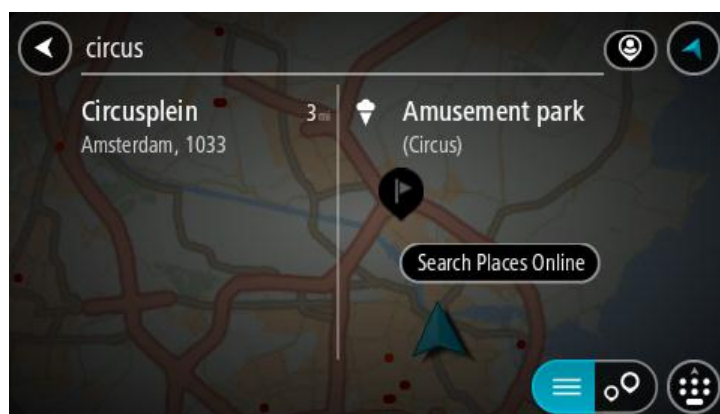 circus
Circusplein 3 mi
Amsterdam, 1033
Amusement park
(Circus)
Search Places Online